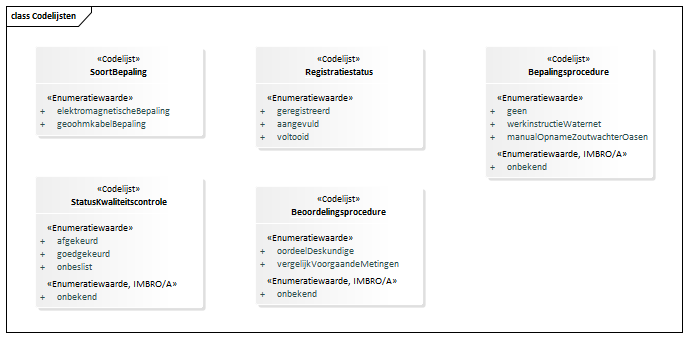 class Codelijsten
«Codelijst»
SoortBepaling
«Enumeratiewaarde»
+ elektromagnetischeBepaling
+ geoohmkabelBepaling
«Codelijst»
Registratiestatus
«Enumeratiewaarde»
+ geregistreerd
+ aangevuld
+ voltooid
«Codelijst»
Bepalingsprocedure
«Enumeratiewaarde»
+ geen
+ werkinstructieWaternet
+ manualOpnameZoutwachterOasen
«Enumeratiewaarde, IMBRO/A»
+ onbekend
«Codelijst»
StatusKwaliteitscontrole
«Enumeratiewaarde»
+ afgekeurd
+ goedgekeurd
+ onbeslist
«Enumeratiewaarde, IMBRO/A»
+ onbekend
«Codelijst»
Beoordelingsprocedure
«Enumeratiewaarde»
+ oordeelDeskundige
+ vergelijkVoorgaandeMetingen
«Enumeratiewaarde, IMBRO/A»
+ onbekend